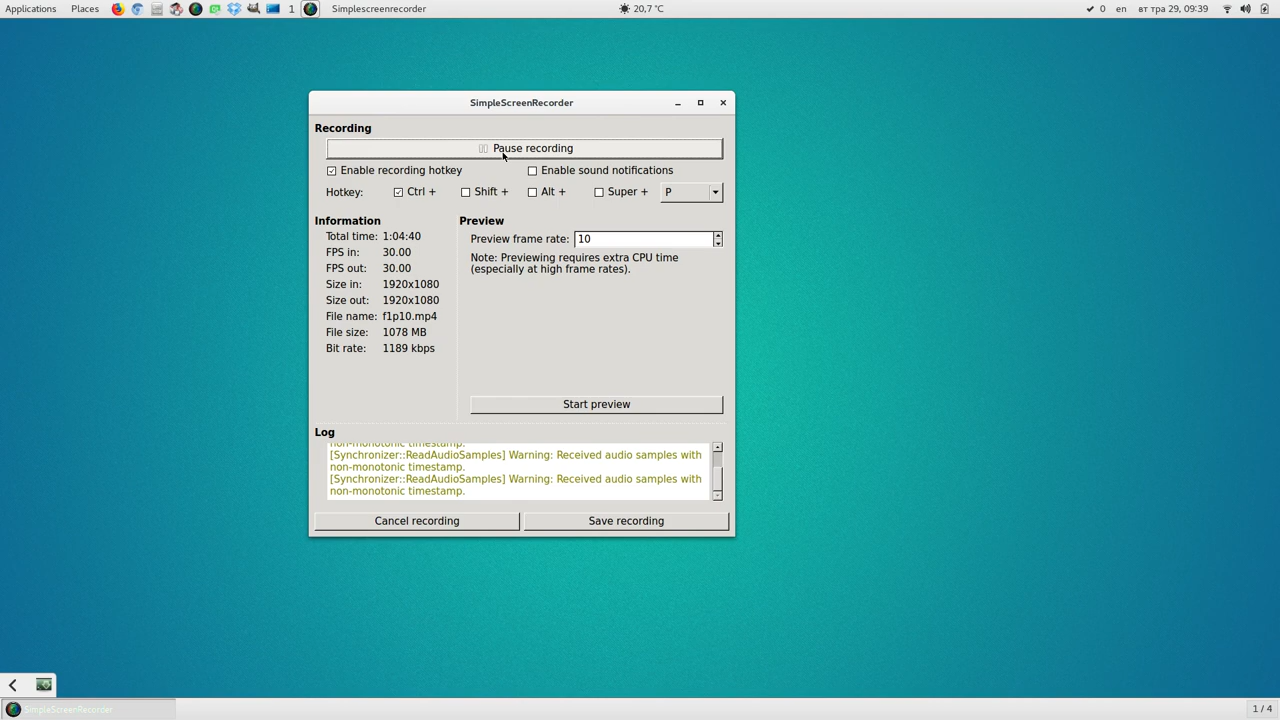 Applications Places 1 Simplescreenrecorder 20,7 °C 0 en вт тра 29, 09:39
SimpleScreenRecorder
Recording
Pause recording
Enable recording hotkey Enable sound notifications
Hotkey: Ctrl + Shift + Alt + Super + P
Information Preview
Total time: 1:04:40
Preview frame rate: 10
FPS in: 30.00
Note: Previewing requires extra CPU time
FPS out: 30.00
(especially at high frame rates).
Size in: 1920x1080
Size out: 1920x1080
File name: f1p10.mp4
File size: 1078 MB
Bit rate: 1189 kbps
Start preview
Log
non-monotonic timestamp.
[Synchronizer::ReadAudioSamples] Warning: Received audio samples with
non-monotonic timestamp.
[Synchronizer::ReadAudioSamples] Warning: Received audio samples with
non-monotonic timestamp.
Cancel recording Save recording
SimpleScreenRecorder 1 / 4